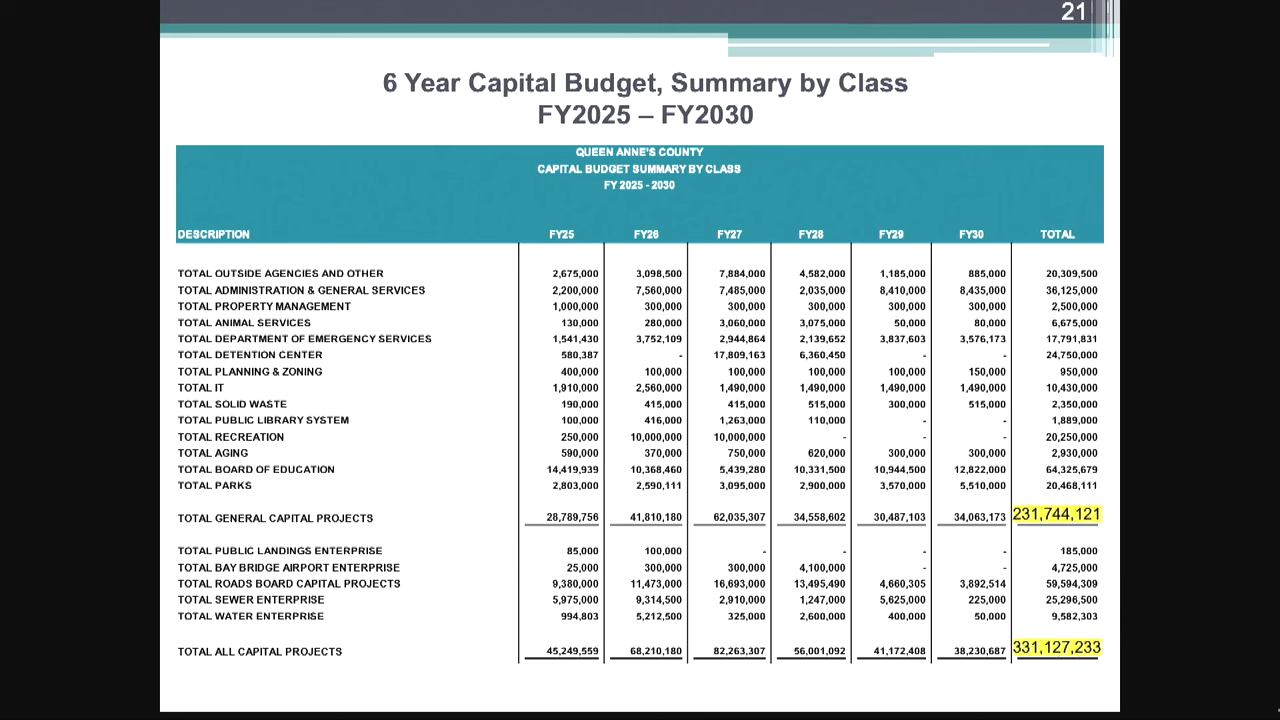 21
6 Year Capital Budget, Summary by Class
FY2025 – FY2030
QUEEN ANNE'S COUNTY
CAPITAL BUDGET SUMMARY BY CLASS
FY 2025 - 2030
DESCRIPTION FY25 FY26 FY27 FY28 FY29 FY30 TOTAL
TOTAL OUTSIDE AGENCIES AND OTHER 2,675,000 3,098,500 7,884,000 4,582,000 1,185,000 885,000 20,309,500
TOTAL ADMINISTRATION & GENERAL SERVICES 2,200,000 7,560,000 7,485,000 2,035,000 8,410,000 8,435,000 36,125,000
TOTAL PROPERTY MANAGEMENT 1,000,000 300,000 300,000 300,000 300,000 300,000 2,500,000
TOTAL ANIMAL SERVICES 130,000 280,000 3,060,000 3,075,000 50,000 80,000 6,675,000
TOTAL DEPARTMENT OF EMERGENCY SERVICES 1,541,430 3,752,109 2,944,864 2,139,652 3,837,603 3,576,173 17,791,831
TOTAL DETENTION CENTER 580,387 - 17,809,163 6,360,450 - - 24,750,000
TOTAL PLANNING & ZONING 400,000 100,000 100,000 100,000 100,000 150,000 950,000
TOTAL IT 1,910,000 2,560,000 1,490,000 1,490,000 1,490,000 1,490,000 10,430,000
TOTAL SOLID WASTE 190,000 415,000 415,000 515,000 300,000 515,000 2,350,000
TOTAL PUBLIC LIBRARY SYSTEM 100,000 416,000 1,263,000 110,000 - - 1,889,000
TOTAL RECREATION 250,000 10,000,000 10,000,000 - - - 20,250,000
TOTAL AGING 590,000 370,000 750,000 620,000 300,000 300,000 2,930,000
TOTAL BOARD OF EDUCATION 14,419,939 10,368,460 5,439,280 10,331,500 10,944,500 12,822,000 64,325,679
TOTAL PARKS 2,803,000 2,590,111 3,095,000 2,900,000 3,570,000 5,510,000 20,468,111
TOTAL GENERAL CAPITAL PROJECTS 28,789,756 41,810,180 62,035,307 34,558,602 30,487,103 34,063,173 231,744,121
TOTAL PUBLIC LANDINGS ENTERPRISE 85,000 100,000 - - - - 185,000
TOTAL BAY BRIDGE AIRPORT ENTERPRISE 25,000 300,000 300,000 4,100,000 - - 4,725,000
TOTAL ROADS BOARD CAPITAL PROJECTS 9,380,000 11,473,000 16,693,000 13,495,490 4,660,305 3,892,514 59,594,309
TOTAL SEWER ENTERPRISE 5,975,000 9,314,500 2,910,000 1,247,000 5,625,000 225,000 25,296,500
TOTAL WATER ENTERPRISE 994,803 5,212,500 325,000 2,600,000 400,000 50,000 9,582,303
TOTAL ALL CAPITAL PROJECTS 45,249,559 68,210,180 82,263,307 56,001,092 41,172,408 38,230,687 331,127,233